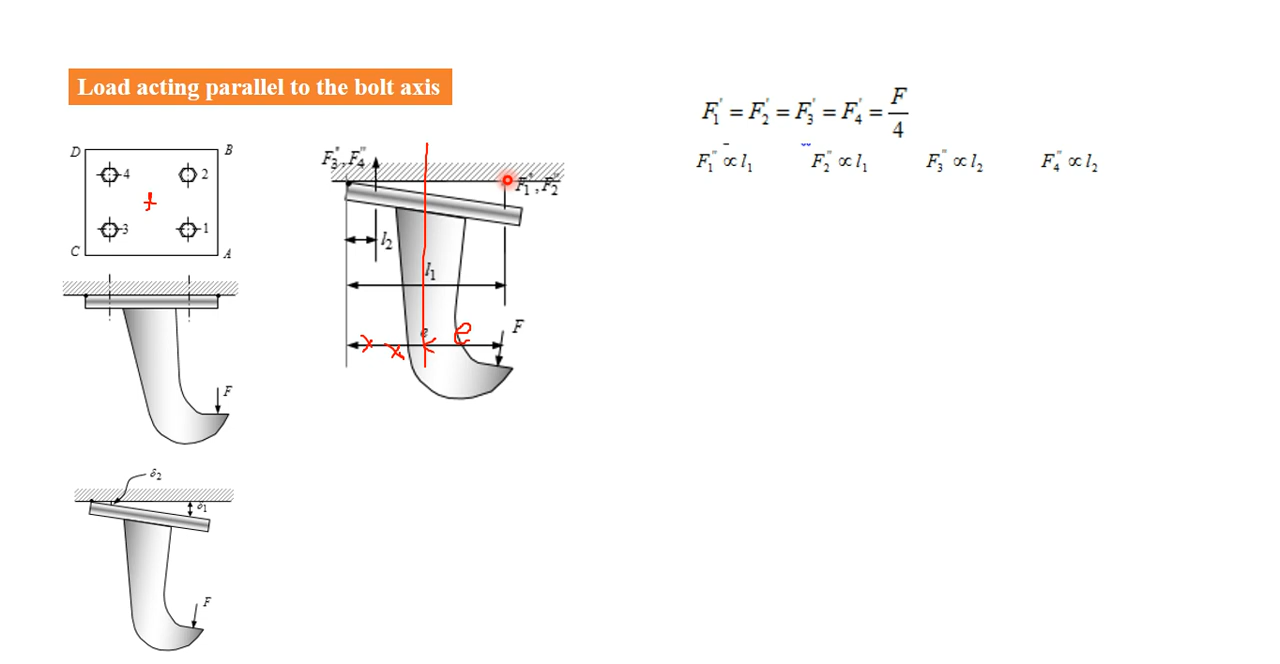 Load acting parallel to the bolt axis
F₁' = F₂' = F₃' = F₄' = F/4
F₁" ∝ l₁ F₂" ∝ l₁ F₃" ∝ l₂ F₄" ∝ l₂
D B
4 2
3 1
C A
F
δ₂
δ₁
F
F₃", F₄"
F₁", F₂"
l₂
l₁
e
e
F